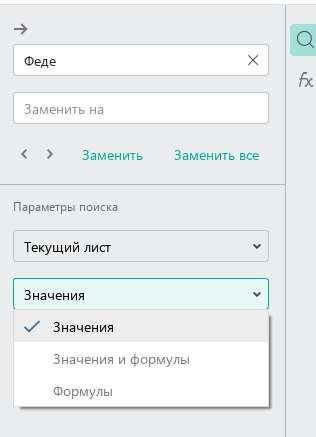 Феде
Заменить на
Заменить Заменить все
Параметры поиска
Текущий лист
Значения
Значения
Значения и формулы
Формулы
fx